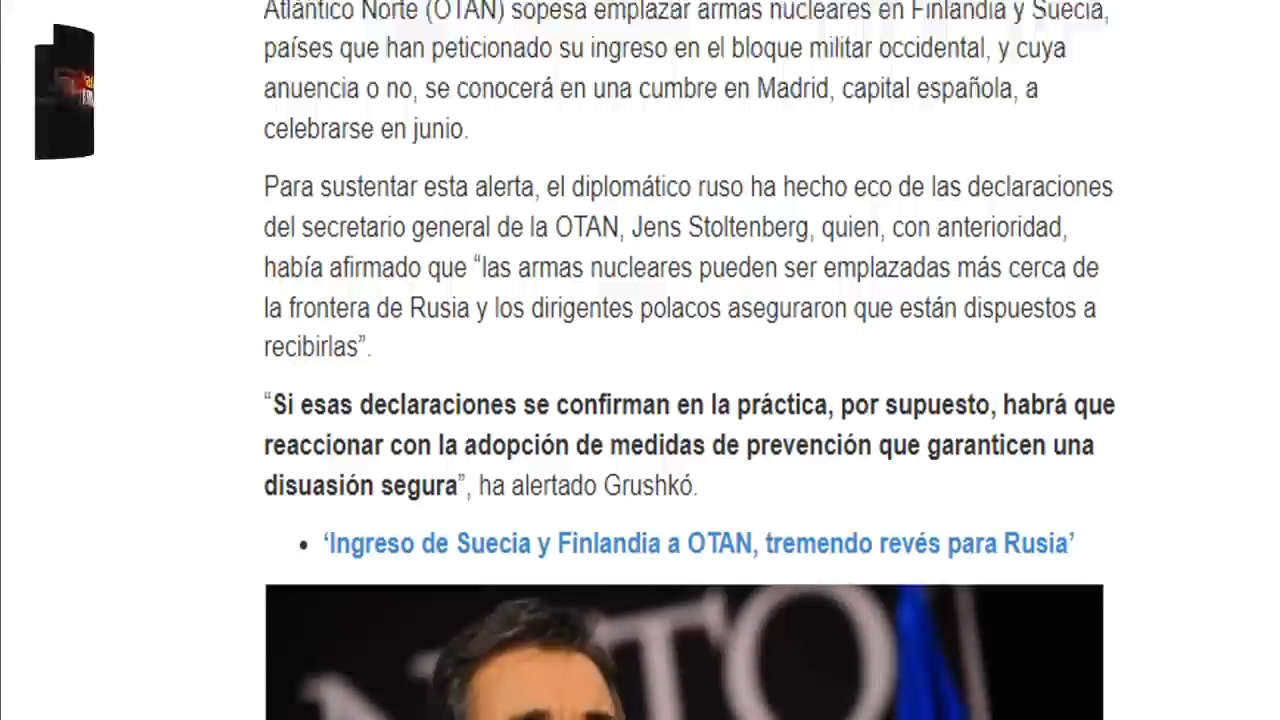 Atlántico Norte (OTAN) sopesa emplazar armas nucleares en Finlandia y Suecia,
países que han peticionado su ingreso en el bloque militar occidental, y cuya
anuencia o no, se conocerá en una cumbre en Madrid, capital española, a
celebrarse en junio.
Para sustentar esta alerta, el diplomático ruso ha hecho eco de las declaraciones
del secretario general de la OTAN, Jens Stoltenberg, quien, con anterioridad,
había afirmado que “las armas nucleares pueden ser emplazadas más cerca de
la frontera de Rusia y los dirigentes polacos aseguraron que están dispuestos a
recibirlas”.
“Si esas declaraciones se confirman en la práctica, por supuesto, habrá que
reaccionar con la adopción de medidas de prevención que garanticen una
disuasión segura”, ha alertado Grushkó.
• ‘Ingreso de Suecia y Finlandia a OTAN, tremendo revés para Rusia’